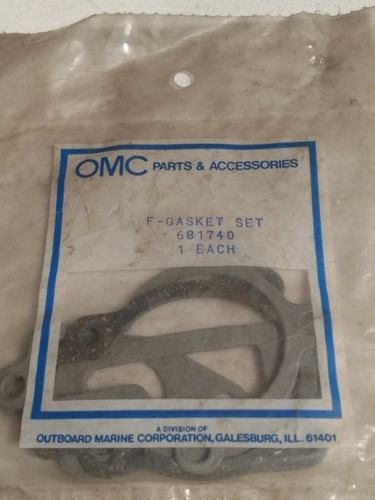 OMC PARTS & ACCESSORIES
F-GASKET SET
681740
1 EACH
A DIVISION OF
OUTBOARD MARINE CORPORATION, GALESBURG, ILL. 61401